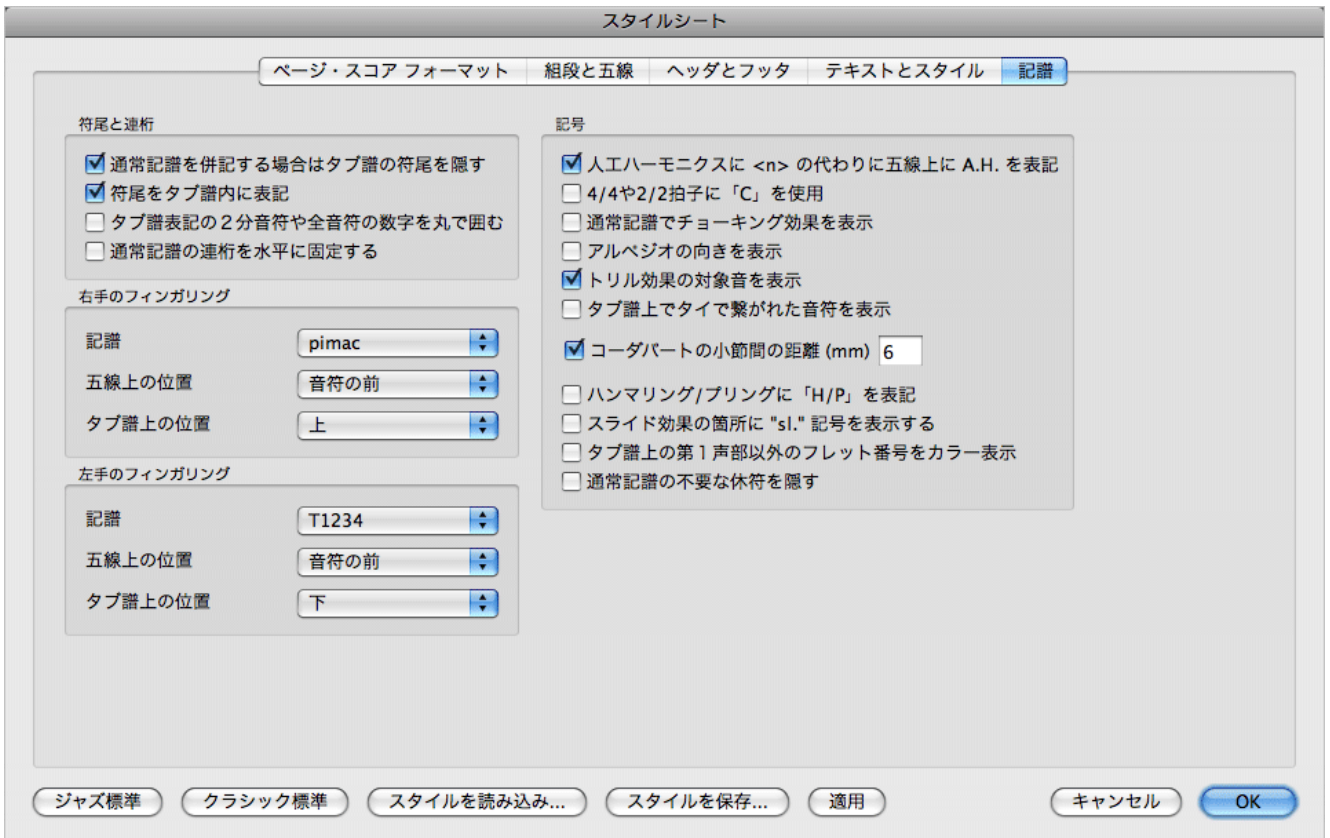 スタイルシート
ページ・スコア フォーマット 組段と五線 ヘッダとフッタ テキストとスタイル 記譜
符尾と連桁
通常記譜を併記する場合はタブ譜の符尾を隠す
符尾をタブ譜内に表記
タブ譜表記の２分音符や全音符の数字を丸で囲む
通常記譜の連桁を水平に固定する
右手のフィンガリング
記譜 pimac
五線上の位置 音符の前
タブ譜上の位置 上
左手のフィンガリング
記譜 T1234
五線上の位置 音符の前
タブ譜上の位置 下
記号
人工ハーモニクスに <n> の代わりに五線上に A.H. を表記
4/4や2/2拍子に「C」を使用
通常記譜でチョーキング効果を表示
アルペジオの向きを表示
トリル効果の対象音を表示
タブ譜上でタイで繋がれた音符を表示
コーダパートの小節間の距離 (mm) 6
ハンマリング/プリングに「H/P」を表記
スライド効果の箇所に "sl." 記号を表示する
タブ譜上の第１声部以外のフレット番号をカラー表示
通常記譜の不要な休符を隠す
ジャズ標準 クラシック標準 スタイルを読み込み... スタイルを保存... 適用 キャンセル OK